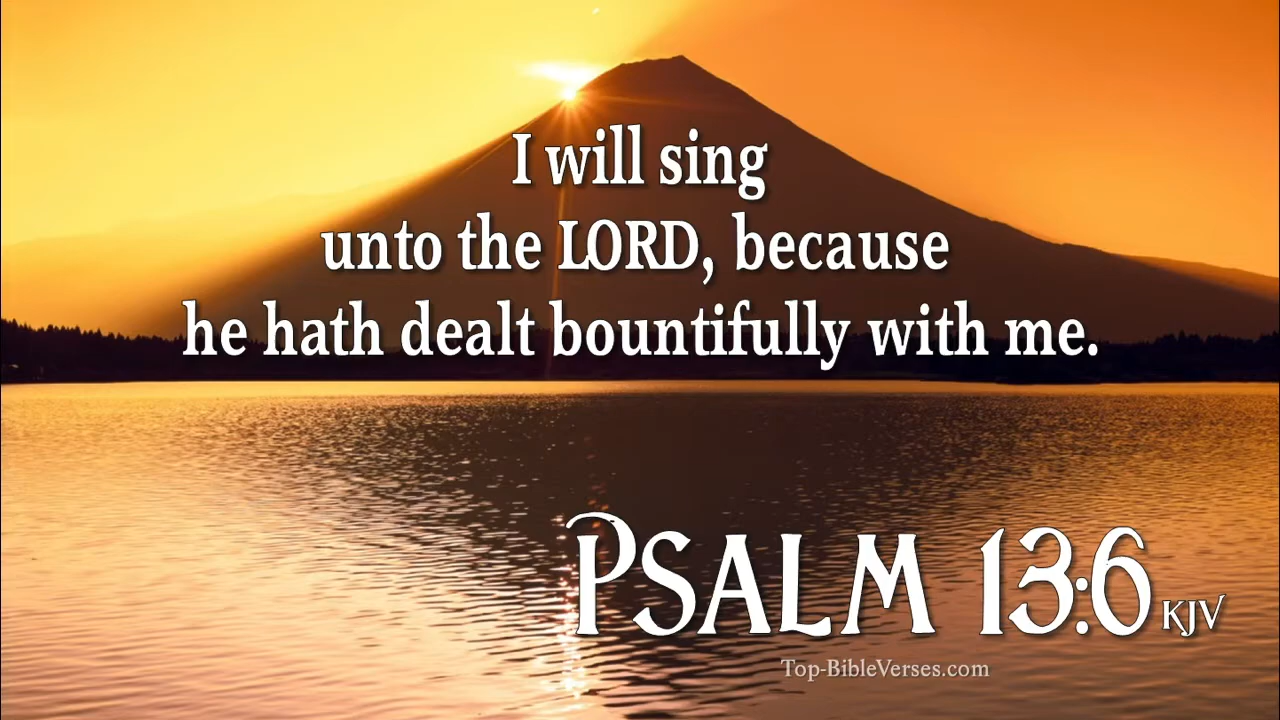 I will sing
unto the LORD, because
he hath dealt bountifully with me.
PSALM 13:6 KJV
Top-BibleVerses.com